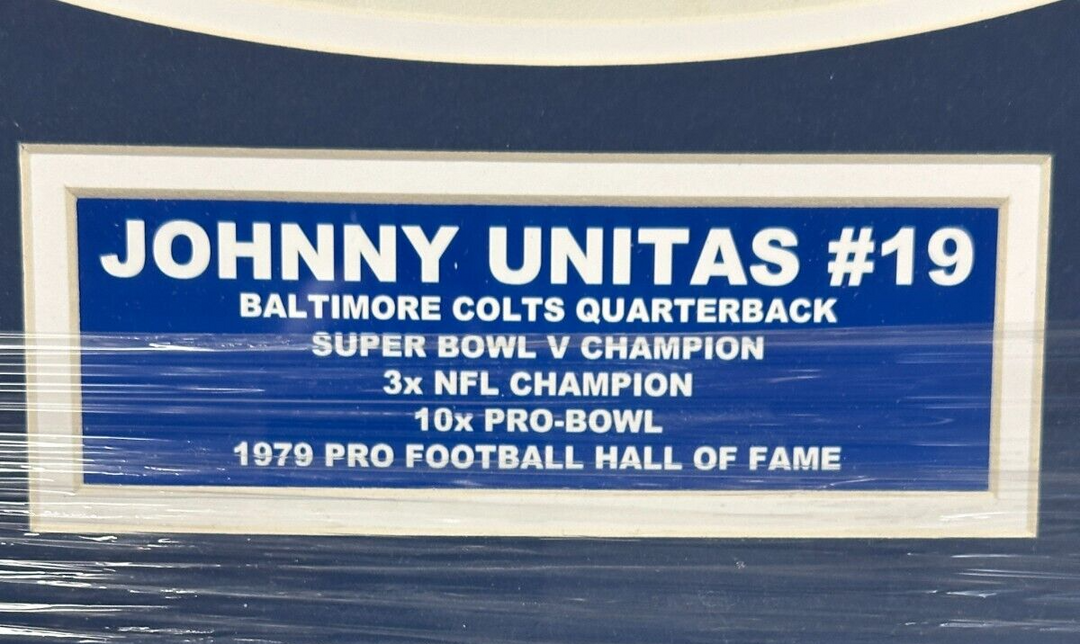 JOHNNY UNITAS #19
BALTIMORE COLTS QUARTERBACK
SUPER BOWL V CHAMPION
3x NFL CHAMPION
10x PRO-BOWL
1979 PRO FOOTBALL HALL OF FAME